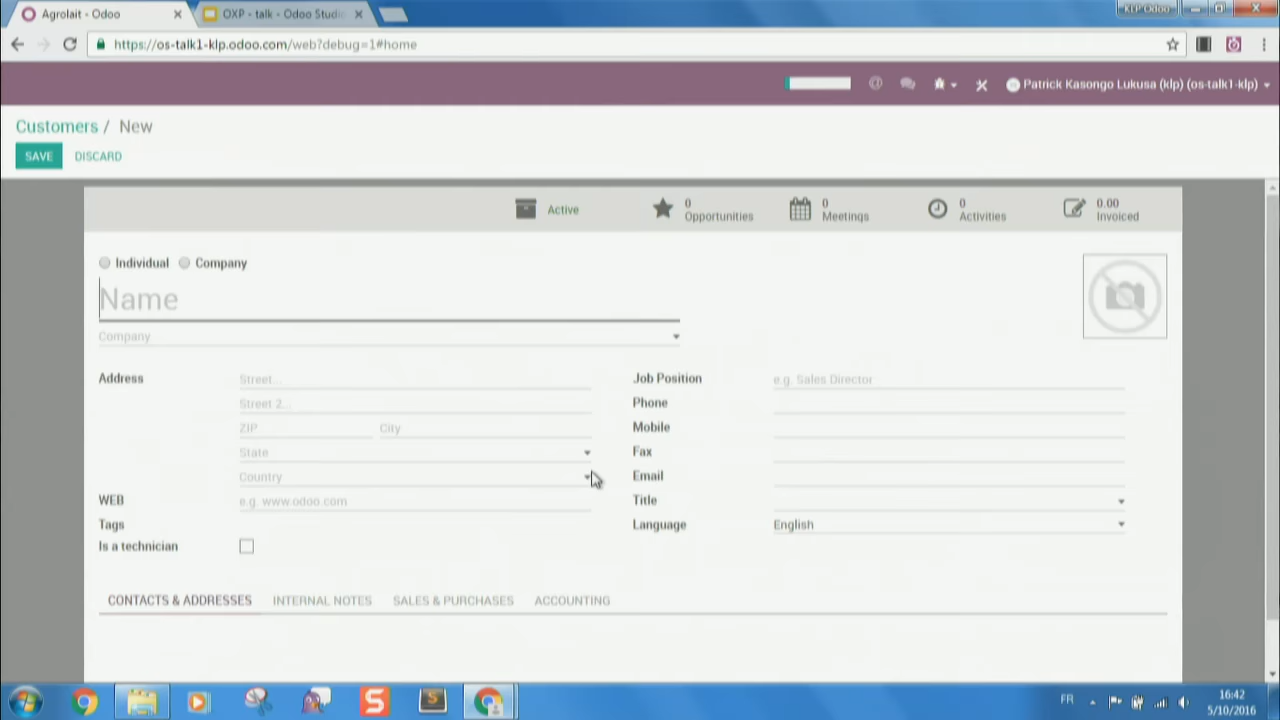 Agrolait - Odoo
OXP - talk - Odoo Studi
KLP Odoo
https://os-talk1-klp.odoo.com/web?debug=1#home
Patrick Kasongo Lukusa (klp) (os-talk1-klp)
Customers / New
SAVE DISCARD
Active
0 Opportunities
0 Meetings
0 Activities
0.00 Invoiced
Individual Company
Name
Company
Address
Street...
Street 2...
ZIP City
State
Country
WEB e.g. www.odoo.com
Tags
Is a technician
Job Position e.g. Sales Director
Phone
Mobile
Fax
Email
Title
Language English
CONTACTS & ADDRESSES INTERNAL NOTES SALES & PURCHASES ACCOUNTING
FR
16:42
5/10/2016